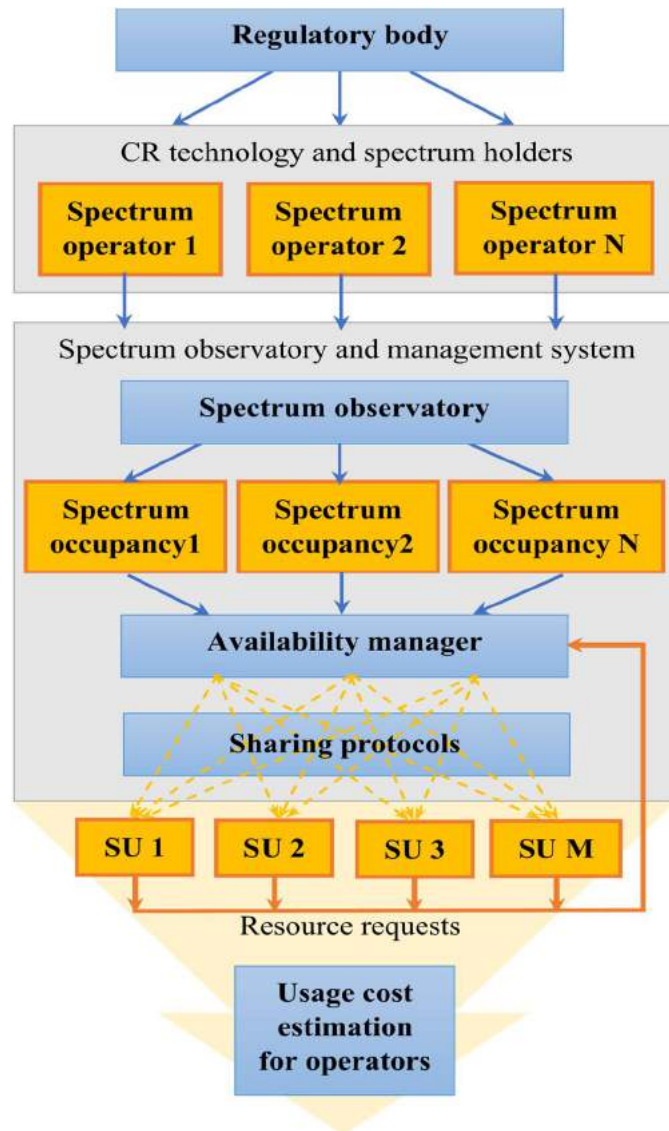 Regulatory body
CR technology and spectrum holders
Spectrum
operator 1
Spectrum
operator 2
Spectrum
operator N
Spectrum observatory and management system
Spectrum observatory
Spectrum
occupancy1
Spectrum
occupancy2
Spectrum
occupancy N
Availability manager
Sharing protocols
SU 1
SU 2
SU 3
SU M
Resource requests
Usage cost
estimation
for operators